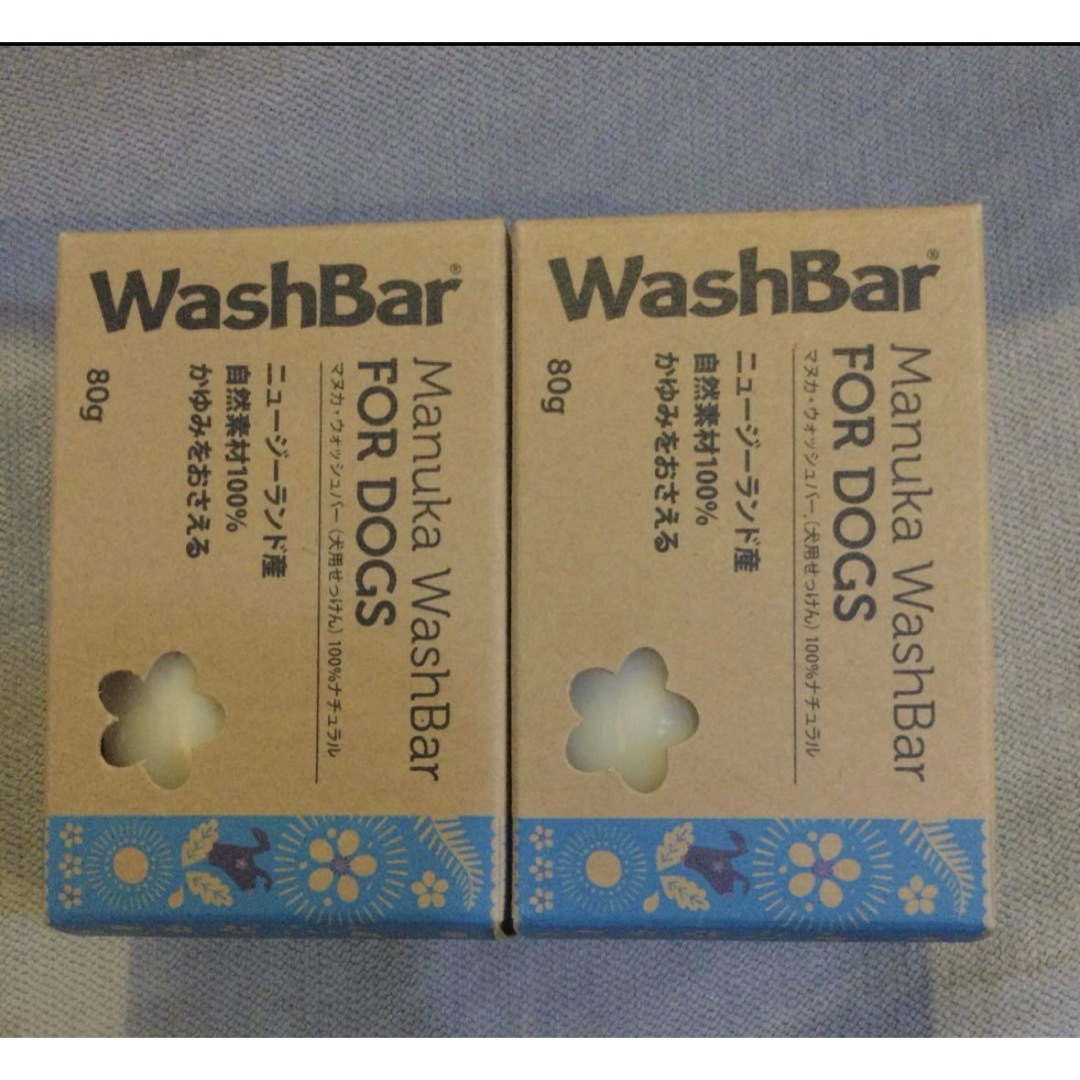 WashBar®
Manuka WashBar
FOR DOGS
マヌカ・ウォッシュバー（犬用せっけん）100%ナチュラル
ニュージーランド産
自然素材100%
かゆみをおさえる
80g
WashBar®
Manuka WashBar
FOR DOGS
マヌカ・ウォッシュバー（犬用せっけん）100%ナチュラル
ニュージーランド産
自然素材100%
かゆみをおさえる
80g